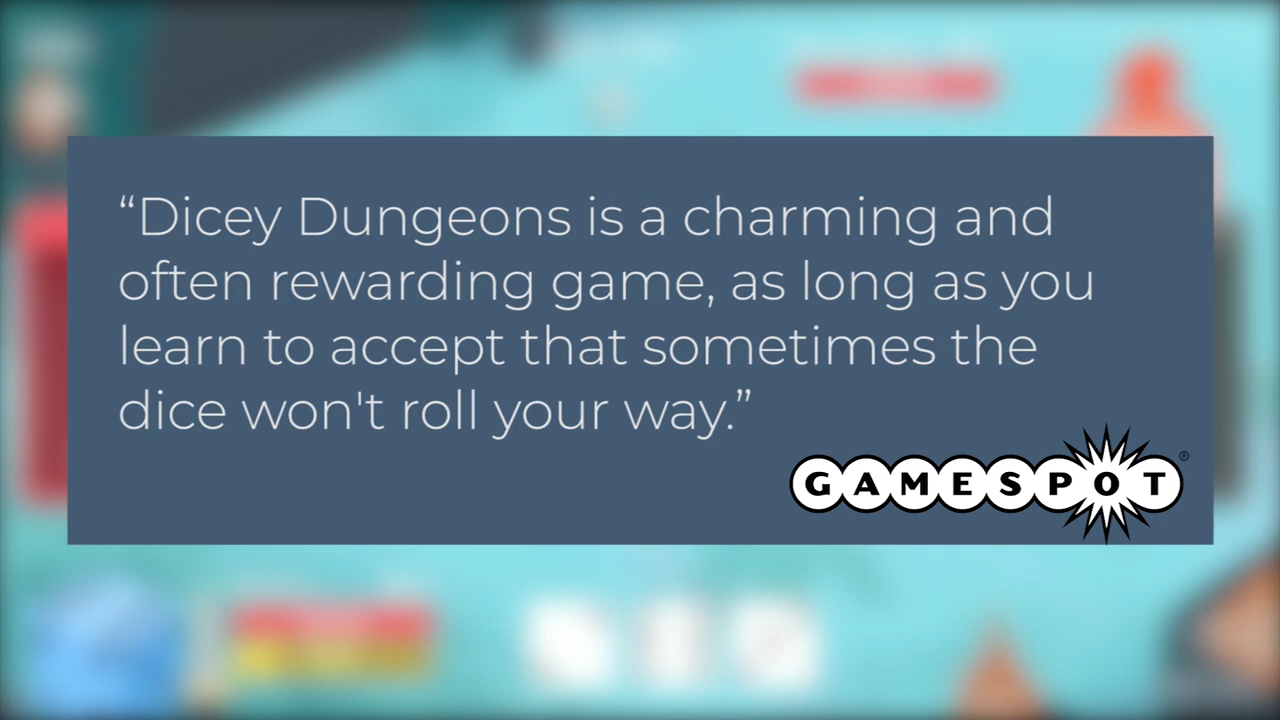 “Dicey Dungeons is a charming and
often rewarding game, as long as you
learn to accept that sometimes the
dice won't roll your way.”
GAMESPOT®